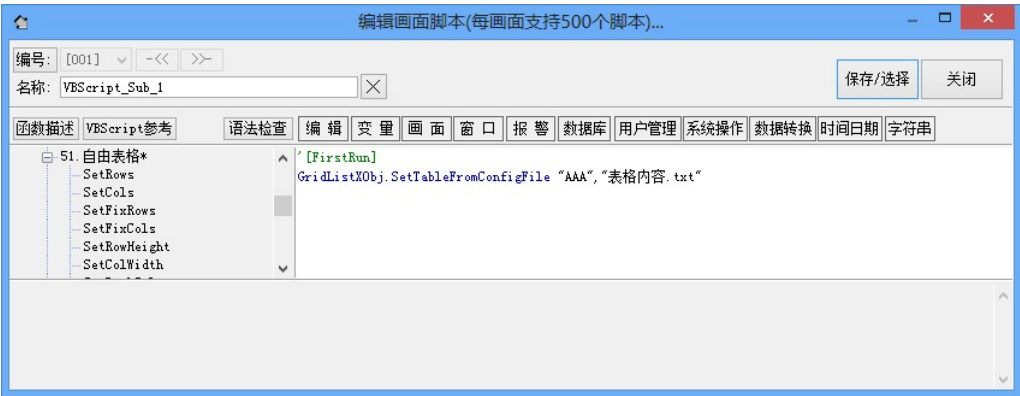 编辑画面脚本(每画面支持500个脚本)...
编号: [001] -<< >>-
名称: VBScript_Sub_1
保存/选择 关闭
函数描述 VBScript参考 语法检查 编 辑 变 量 画 面 窗 口 报 警 数据库 用户管理 系统操作 数据转换 时间日期 字符串
51.自由表格*
SetRows
SetCols
SetFixRows
SetFixCols
SetRowHeight
SetColWidth
'[FirstRun]
GridListXObj.SetTableFromConfigFile "AAA","表格内容.txt"